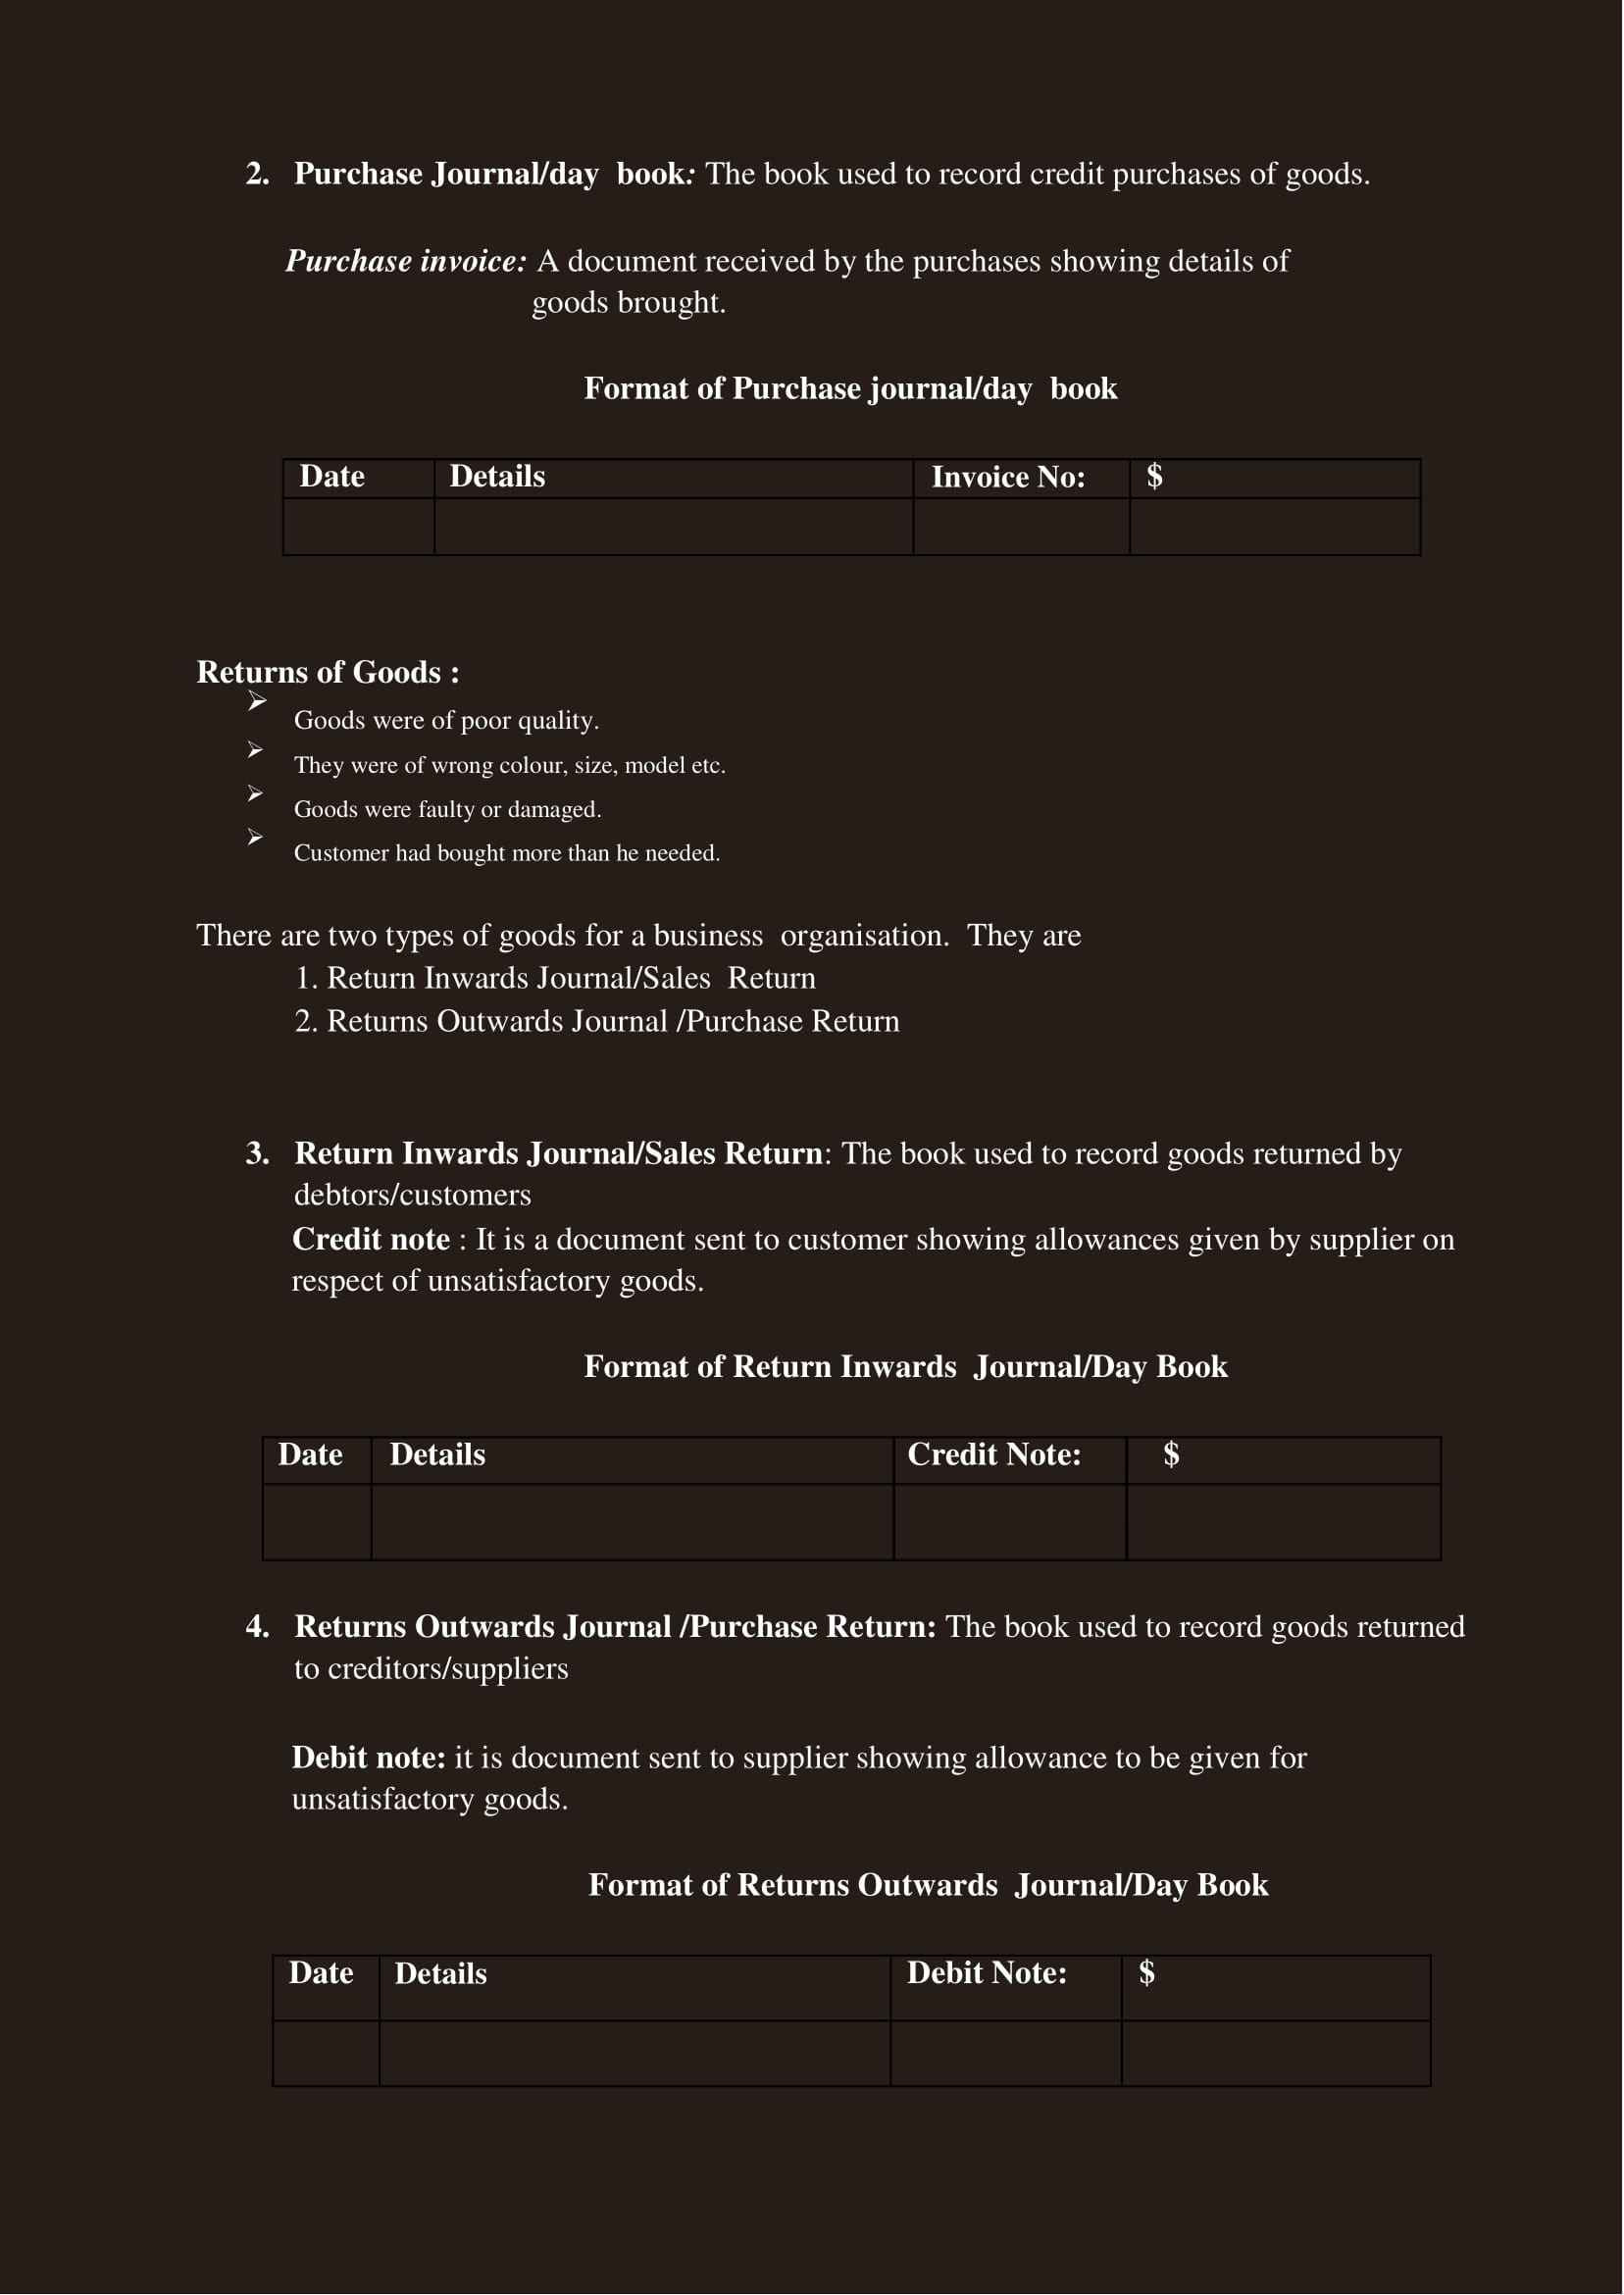 2. Purchase Journal/day book: The book used to record credit purchases of goods.
Purchase invoice: A document received by the purchases showing details of
goods brought.
Format of Purchase journal/day book
Date Details Invoice No: $
Returns of Goods :
➢ Goods were of poor quality.
➢ They were of wrong colour, size, model etc.
➢ Goods were faulty or damaged.
➢ Customer had bought more than he needed.
There are two types of goods for a business organisation. They are
1. Return Inwards Journal/Sales Return
2. Returns Outwards Journal /Purchase Return
3. Return Inwards Journal/Sales Return: The book used to record goods returned by
debtors/customers
Credit note : It is a document sent to customer showing allowances given by supplier on
respect of unsatisfactory goods.
Format of Return Inwards Journal/Day Book
Date Details Credit Note: $
4. Returns Outwards Journal /Purchase Return: The book used to record goods returned
to creditors/suppliers
Debit note: it is document sent to supplier showing allowance to be given for
unsatisfactory goods.
Format of Returns Outwards Journal/Day Book
Date Details Debit Note: $